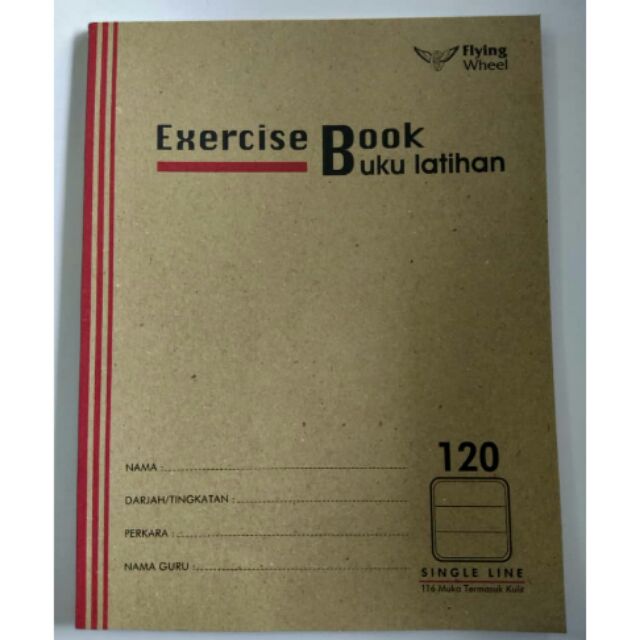 Flying
Wheel
Exercise Book
Buku latihan
NAMA :
DARJAH/TINGKATAN :
PERKARA :
NAMA GURU :
120
SINGLE LINE
116 Muka Termasuk Kulit